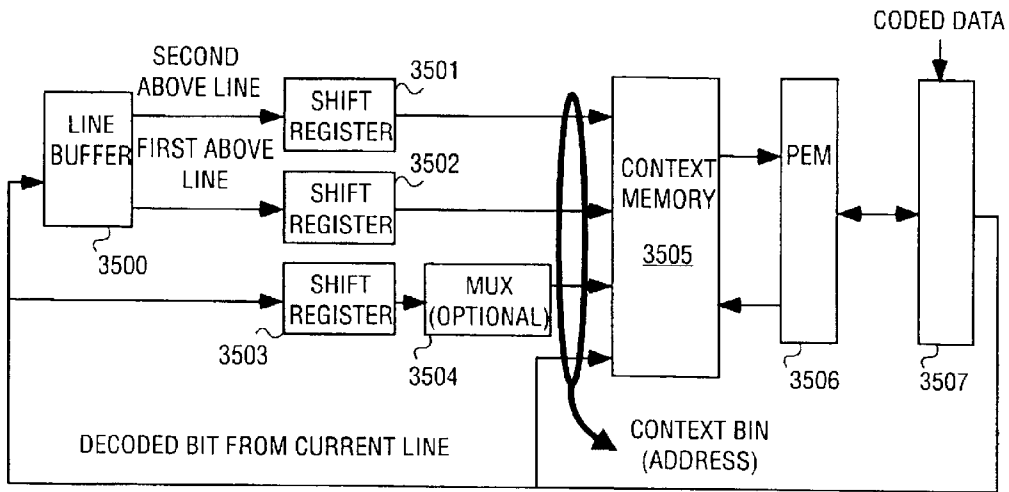 CODED DATA
SECOND
ABOVE LINE
3501
SHIFT
REGISTER
LINE
BUFFER
FIRST ABOVE
LINE
3502
SHIFT
REGISTER
3500
CONTEXT
MEMORY
3505
PEM
SHIFT
REGISTER
MUX
(OPTIONAL)
3503
3504
3506
3507
DECODED BIT FROM CURRENT LINE
CONTEXT BIN
(ADDRESS)